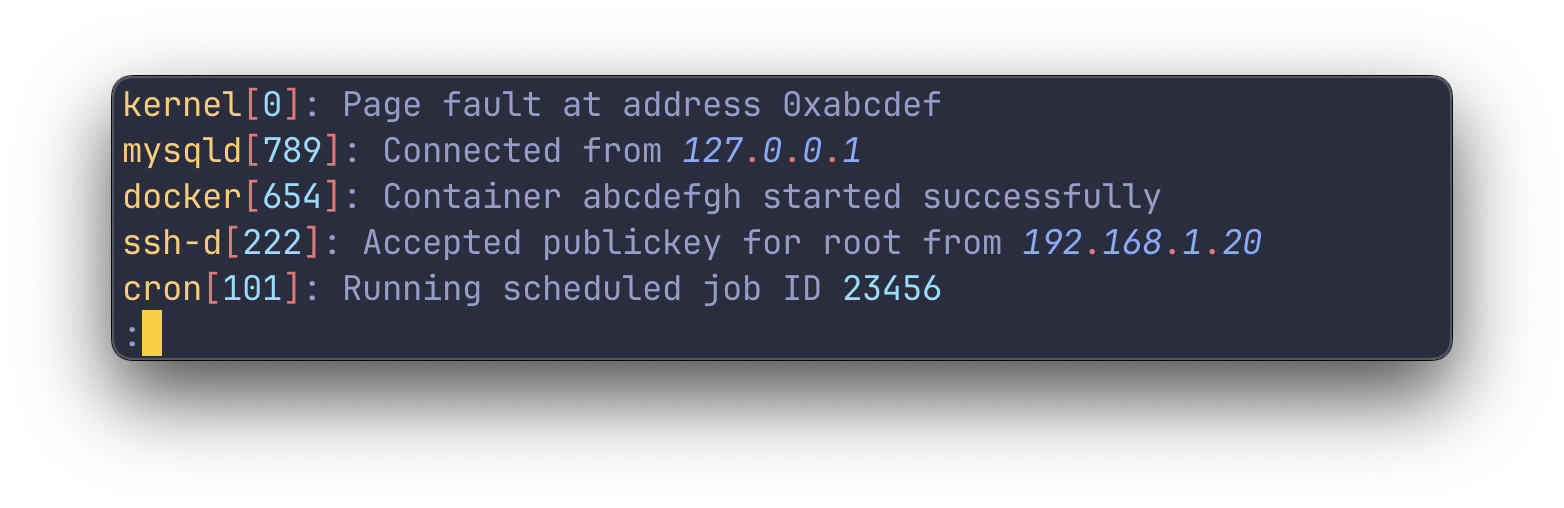 kernel[0]: Page fault at address 0xabcdef
mysqld[789]: Connected from 127.0.0.1
docker[654]: Container abcdefgh started successfully
ssh-d[222]: Accepted publickey for root from 192.168.1.20
cron[101]: Running scheduled job ID 23456
: